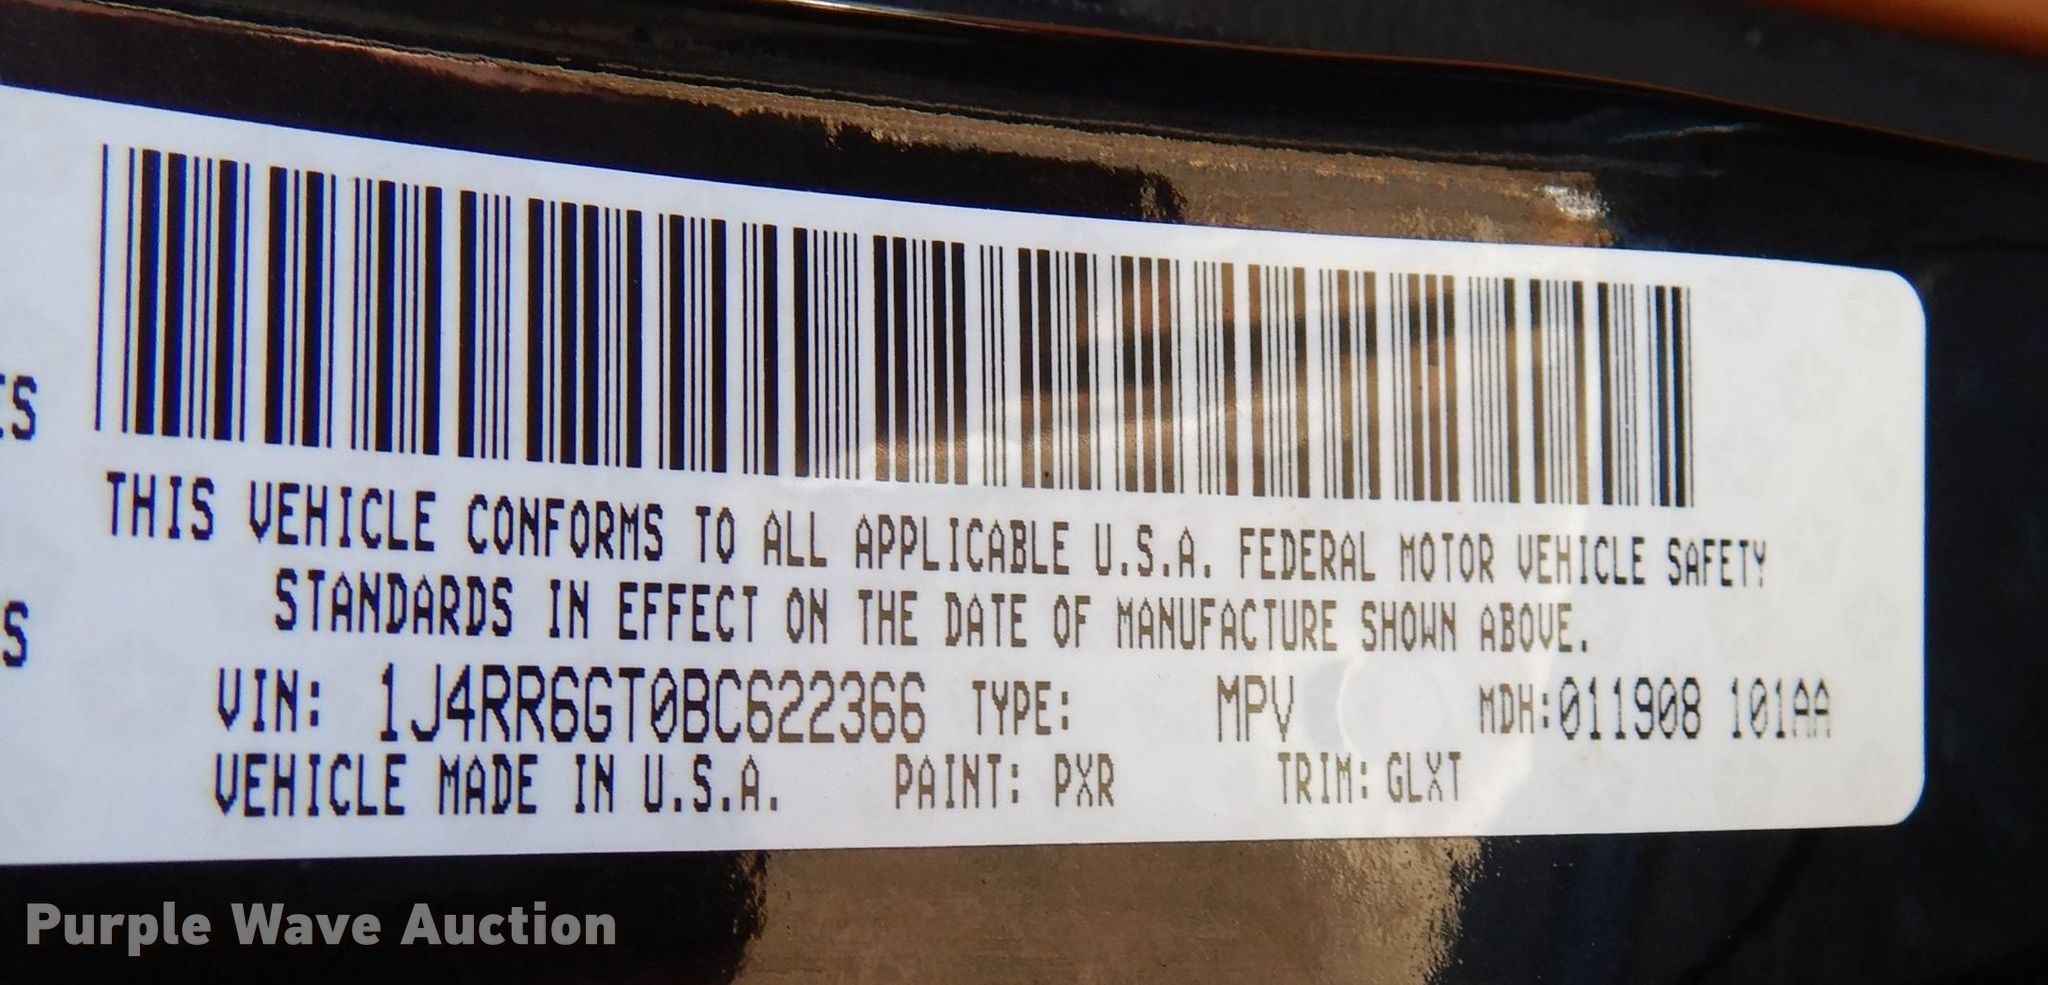 ES
THIS VEHICLE CONFORMS TO ALL APPLICABLE U.S.A. FEDERAL MOTOR VEHICLE SAFETY
S
STANDARDS IN EFFECT ON THE DATE OF MANUFACTURE SHOWN ABOVE.
VIN: 1J4RR6GT0BC622366 TYPE: MPV MDH:011908 101AA
VEHICLE MADE IN U.S.A. PAINT: PXR TRIM: GLXT
Purple Wave Auction